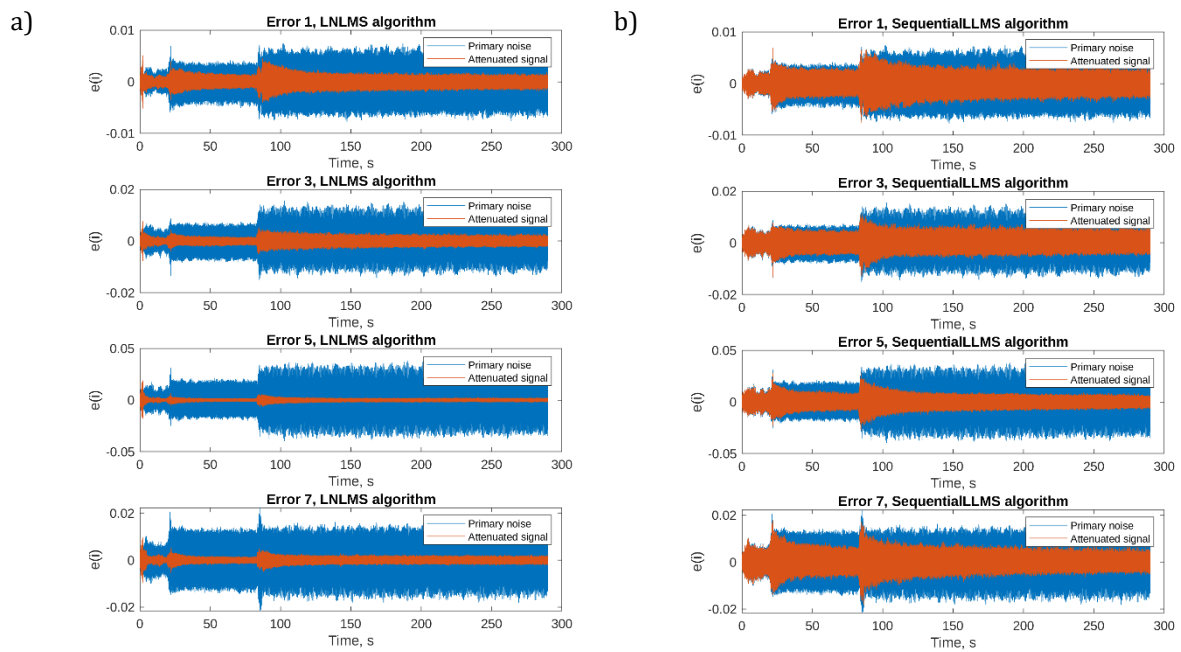 a)
Error 1, LNLMS algorithm
0.01
0
-0.01
e(i)
Primary noise
Attenuated signal
0 50 100 150 200 250 300
Time, s
Error 3, LNLMS algorithm
0.02
0
-0.02
e(i)
Primary noise
Attenuated signal
0 50 100 150 200 250 300
Time, s
Error 5, LNLMS algorithm
0.05
0
-0.05
e(i)
Primary noise
Attenuated signal
0 50 100 150 200 250 300
Time, s
Error 7, LNLMS algorithm
0.02
0
-0.02
e(i)
Primary noise
Attenuated signal
0 50 100 150 200 250 300
Time, s
b)
Error 1, SequentialLLMS algorithm
0.01
0
-0.01
e(i)
Primary noise
Attenuated signal
0 50 100 150 200 250 300
Time, s
Error 3, SequentialLLMS algorithm
0.02
0
-0.02
e(i)
Primary noise
Attenuated signal
0 50 100 150 200 250 300
Time, s
Error 5, SequentialLLMS algorithm
0.05
0
-0.05
e(i)
Primary noise
Attenuated signal
0 50 100 150 200 250 300
Time, s
Error 7, SequentialLLMS algorithm
0.02
0
-0.02
e(i)
Primary noise
Attenuated signal
0 50 100 150 200 250 300
Time, s